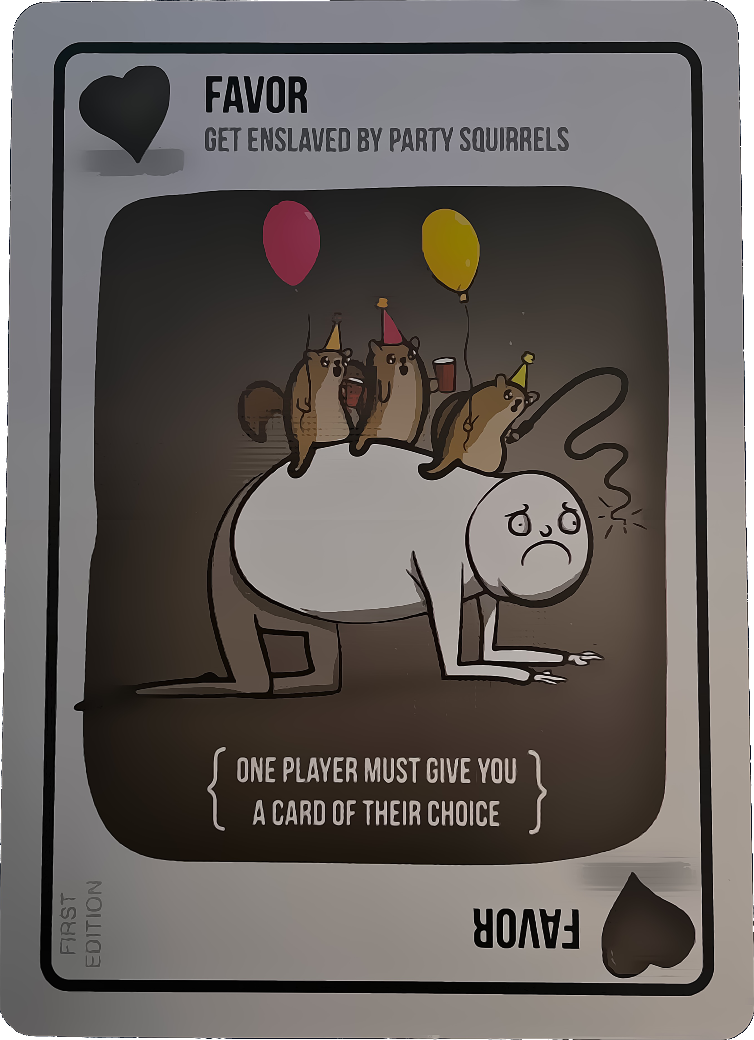 FAVOR
GET ENSLAVED BY PARTY SQUIRRELS
{ ONE PLAYER MUST GIVE YOU
A CARD OF THEIR CHOICE }
FIRST
EDITION
FAVOR